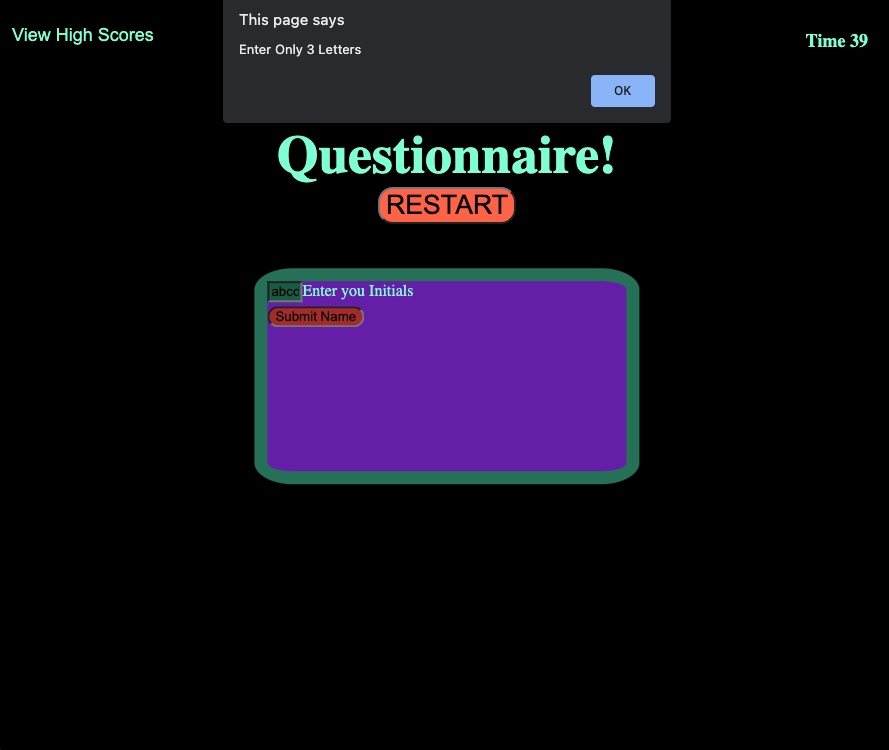 This page says
Enter Only 3 Letters
OK
View High Scores
Time 39
Questionnaire!
RESTART
abcc Enter you Initials
Submit Name